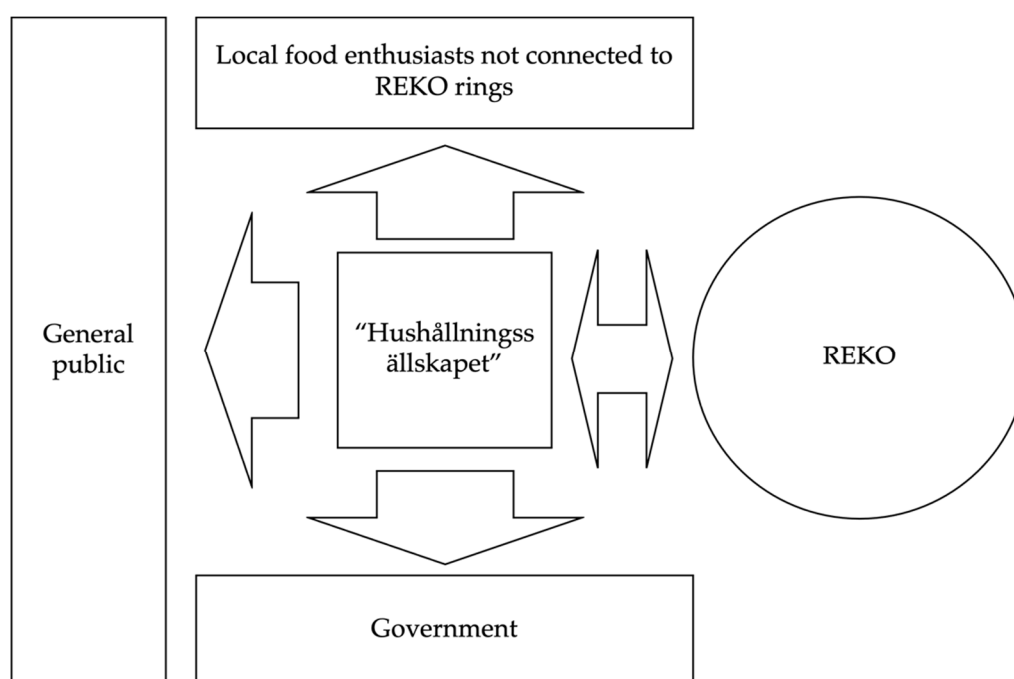 Local food enthusiasts not connected to
REKO rings
General
public
“Hushållningss
ällskapet”
REKO
Government